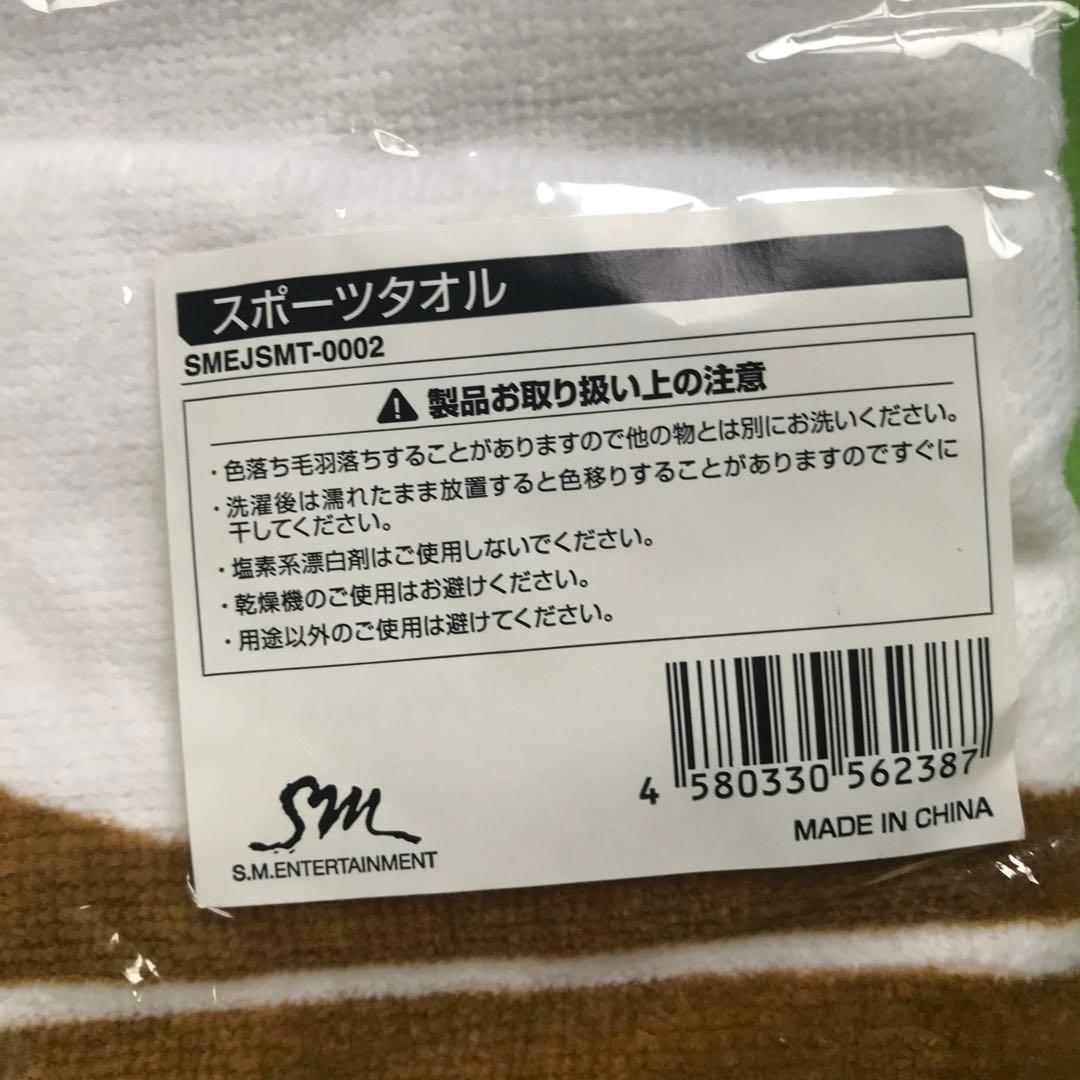 スポーツタオル
SMEJSMT-0002
製品お取り扱い上の注意
・色落ち毛羽落ちすることがありますので他の物とは別にお洗いください。
・洗濯後は濡れたまま放置すると色移りすることがありますのですぐに
干してください。
・塩素系漂白剤はご使用しないでください。
・乾燥機のご使用はお避けください。
・用途以外のご使用は避けてください。
4 580330 562387
MADE IN CHINA
SM
S.M.ENTERTAINMENT